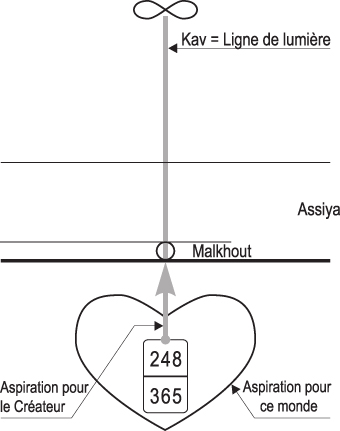 Kav = Ligne de lumière
Assiya
Malkhout
248
365
Aspiration pour
le Créateur
Aspiration pour
ce monde